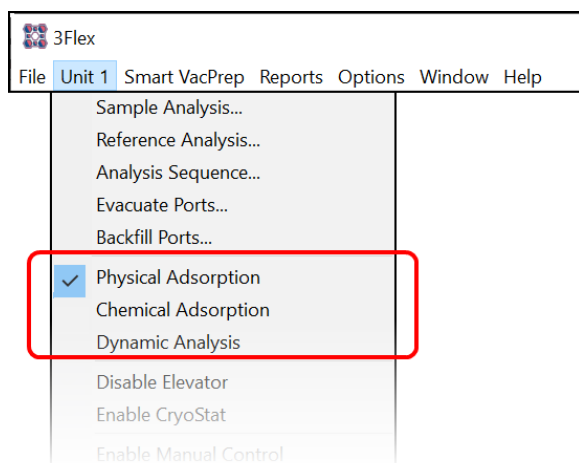 3Flex
File Unit 1 Smart VacPrep Reports Options Window Help
Sample Analysis...
Reference Analysis...
Analysis Sequence...
Evacuate Ports...
Backfill Ports...
Physical Adsorption
Chemical Adsorption
Dynamic Analysis
Disable Elevator
Enable CryoStat
Enable Manual Control